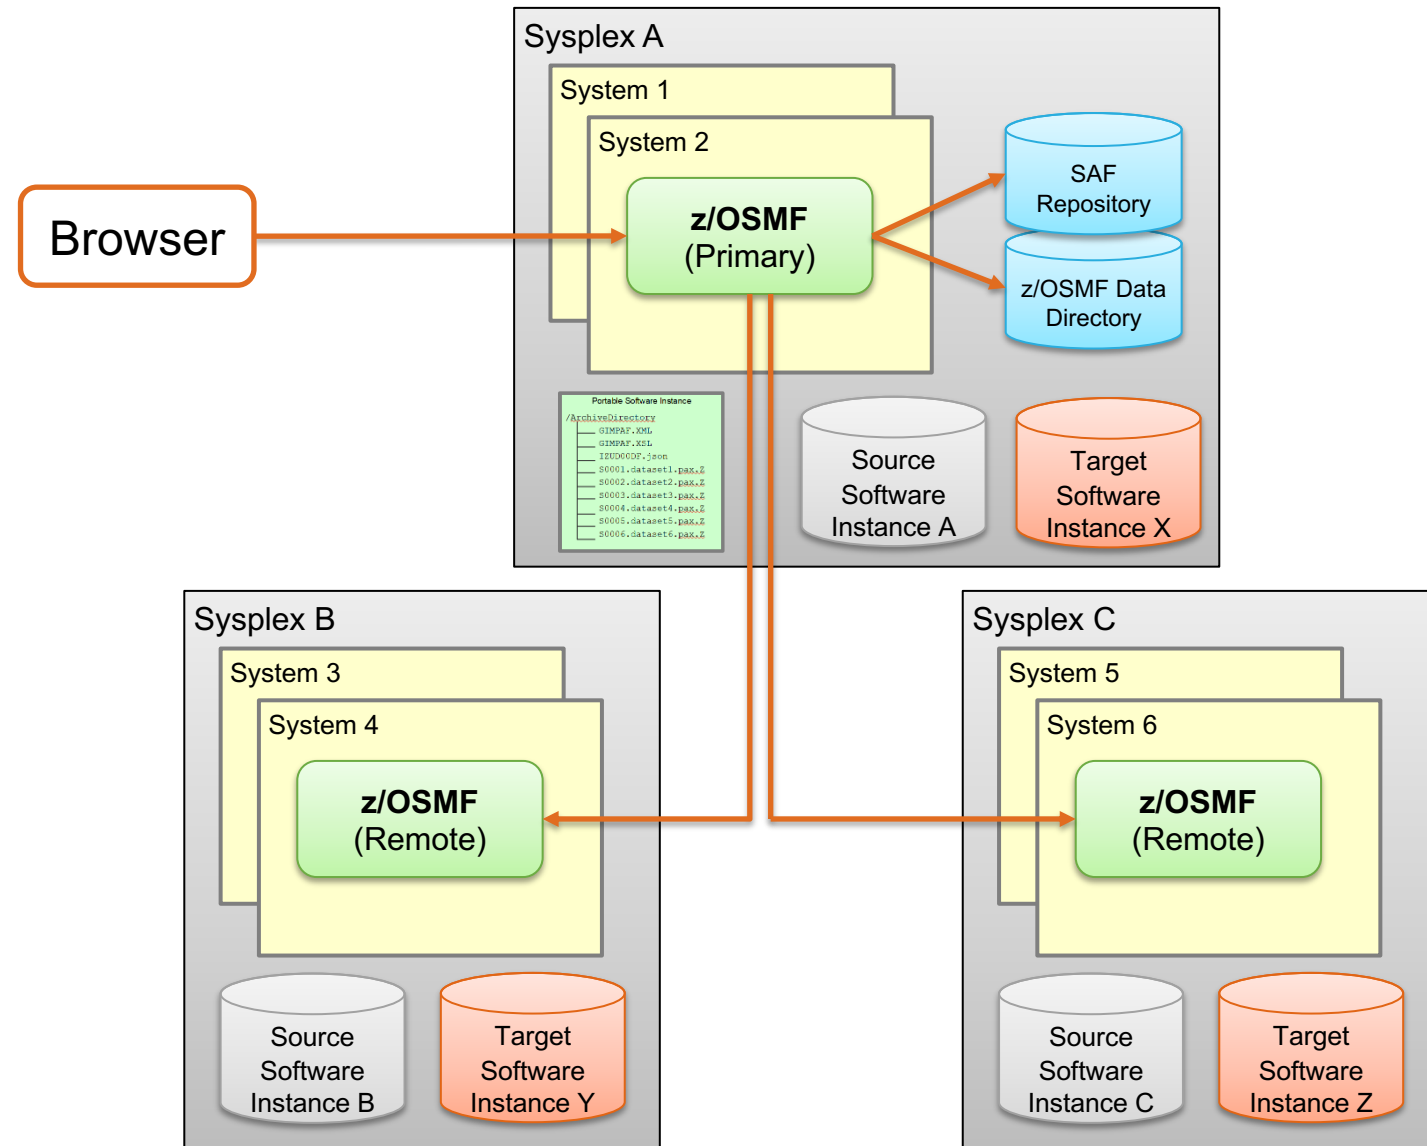 Sysplex A
System 1
System 2
z/OSMF
(Primary)
SAF
Repository
z/OSMF Data
Directory
Browser
Portable Software Instance
/ArchiveDirectory
GIMPAF.XML
GIMPAF.XSL
IZUD00DF.json
S0001.dataset1.pax.Z
S0002.dataset2.pax.Z
S0003.dataset3.pax.Z
S0004.dataset4.pax.Z
S0005.dataset5.pax.Z
S0006.dataset6.pax.Z
Source
Software
Instance A
Target
Software
Instance X
Sysplex B
System 3
System 4
z/OSMF
(Remote)
Source
Software
Instance B
Target
Software
Instance Y
Sysplex C
System 5
System 6
z/OSMF
(Remote)
Source
Software
Instance C
Target
Software
Instance Z